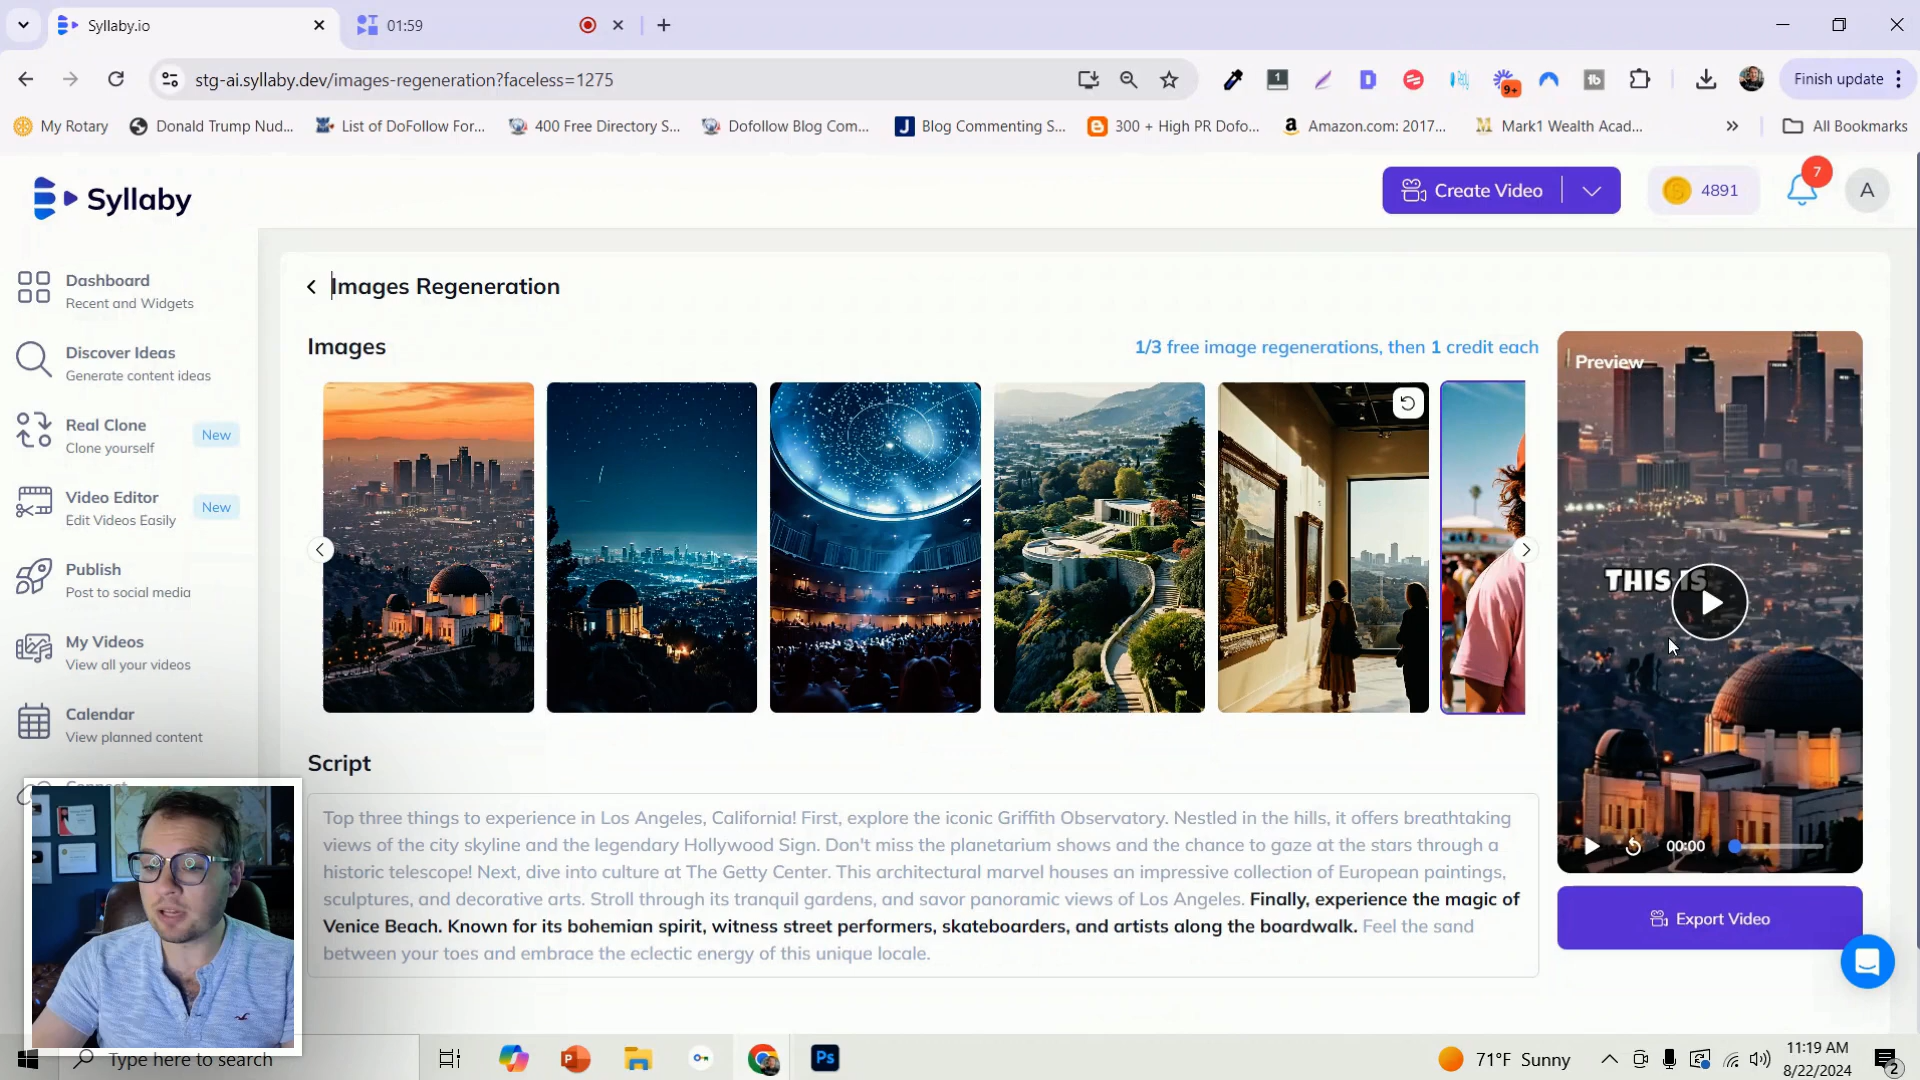 Syllaby.io
01:59
stg-ai.syllaby.dev/images-regeneration?faceless=1275
1
9+
tb
Finish update
My Rotary
Donald Trump Nud...
List of DoFollow For...
400 Free Directory S...
Dofollow Blog Com...
Blog Commenting S...
300 + High PR Dofo...
Amazon.com: 2017...
Mark1 Wealth Acad...
All Bookmarks
Syllaby
Create Video
4891
7
A
Dashboard
Recent and Widgets
Discover Ideas
Generate content ideas
Real Clone
Clone yourself
New
Video Editor
Edit Videos Easily
New
Publish
Post to social media
My Videos
View all your videos
Calendar
View planned content
Connect
Images Regeneration
Images
1/3 free image regenerations, then 1 credit each
Script
Top three things to experience in Los Angeles, California! First, explore the iconic Griffith Observatory. Nestled in the hills, it offers breathtaking
views of the city skyline and the legendary Hollywood Sign. Don't miss the planetarium shows and the chance to gaze at the stars through a
historic telescope! Next, dive into culture at The Getty Center. This architectural marvel houses an impressive collection of European paintings,
sculptures, and decorative arts. Stroll through its tranquil gardens, and savor panoramic views of Los Angeles. Finally, experience the magic of
Venice Beach. Known for its bohemian spirit, witness street performers, skateboarders, and artists along the boardwalk. Feel the sand
between your toes and embrace the eclectic energy of this unique locale.
Preview
THIS IS
00:00
Export Video
Type here to search
Ps
71°F Sunny
11:19 AM
8/22/2024
2